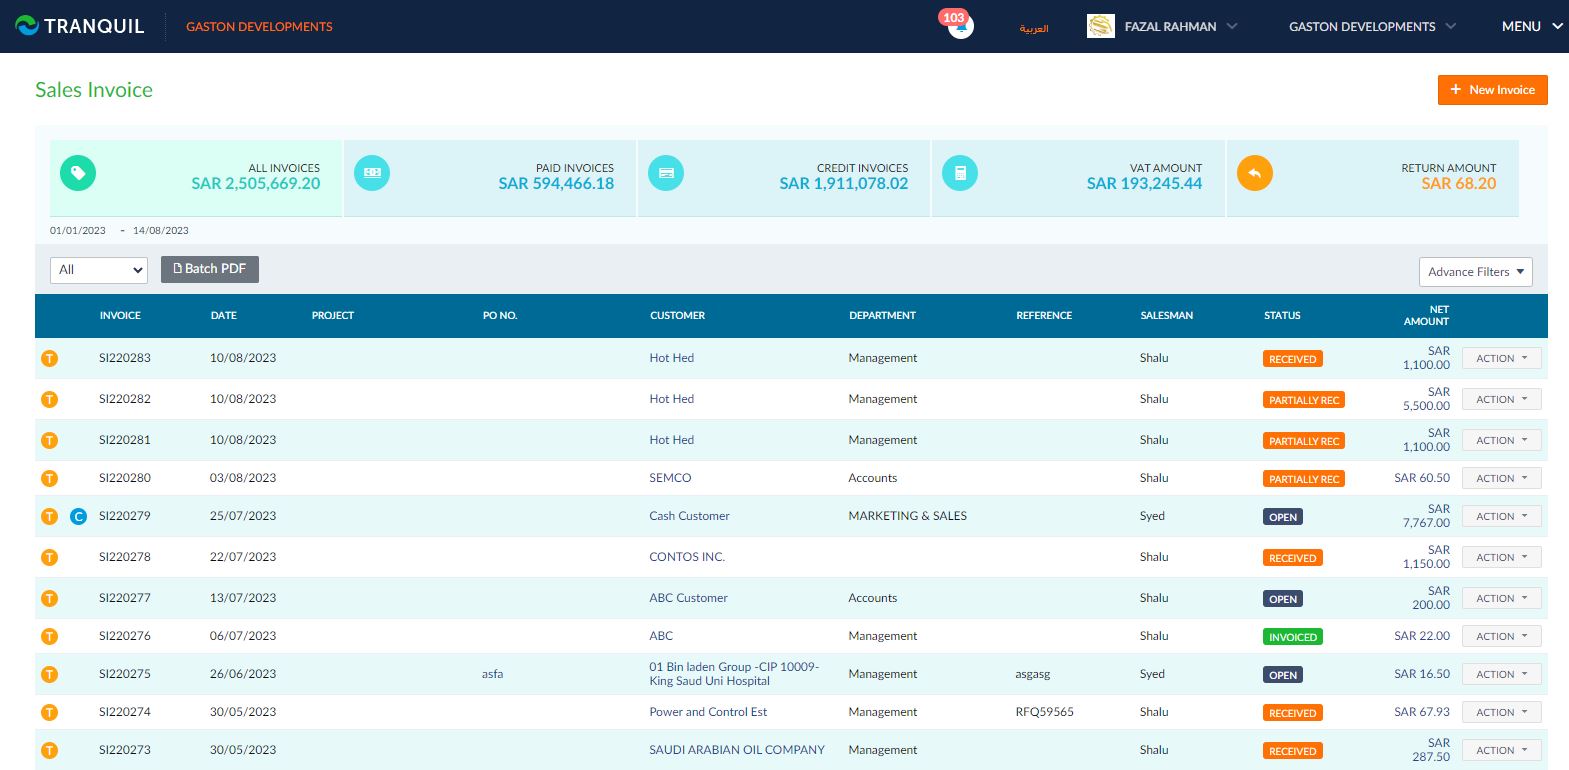 TRANQUIL GASTON DEVELOPMENTS 103 العربية FAZAL RAHMAN GASTON DEVELOPMENTS MENU
Sales Invoice
+ New Invoice
ALL INVOICES PAID INVOICES CREDIT INVOICES VAT AMOUNT RETURN AMOUNT
SAR 2,505,669.20 SAR 594,466.18 SAR 1,911,078.02 SAR 193,245.44 SAR 68.20
01/01/2023 - 14/08/2023
All Batch PDF Advance Filters
INVOICE DATE PROJECT PO NO. CUSTOMER DEPARTMENT REFERENCE SALESMAN STATUS NET
AMOUNT
T SI220283 10/08/2023 Hot Hed Management Shalu RECEIVED SAR
1,100.00 ACTION
T SI220282 10/08/2023 Hot Hed Management Shalu PARTIALLY REC SAR
5,500.00 ACTION
T SI220281 10/08/2023 Hot Hed Management Shalu PARTIALLY REC SAR
1,100.00 ACTION
T SI220280 03/08/2023 SEMCO Accounts Shalu PARTIALLY REC SAR 60.50 ACTION
T C SI220279 25/07/2023 Cash Customer MARKETING & SALES Syed OPEN SAR
7,767.00 ACTION
T SI220278 22/07/2023 CONTOS INC. Shalu RECEIVED SAR
1,150.00 ACTION
T SI220277 13/07/2023 ABC Customer Accounts Shalu OPEN SAR
200.00 ACTION
T SI220276 06/07/2023 ABC Management Shalu INVOICED SAR 22.00 ACTION
T SI220275 26/06/2023 asfa 01 Bin laden Group -CIP 10009-
King Saud Uni Hospital Management asgasg Syed OPEN SAR 16.50 ACTION
T SI220274 30/05/2023 Power and Control Est Management RFQ59565 Shalu RECEIVED SAR 67.93 ACTION
T SI220273 30/05/2023 SAUDI ARABIAN OIL COMPANY Management Shalu RECEIVED SAR
287.50 ACTION